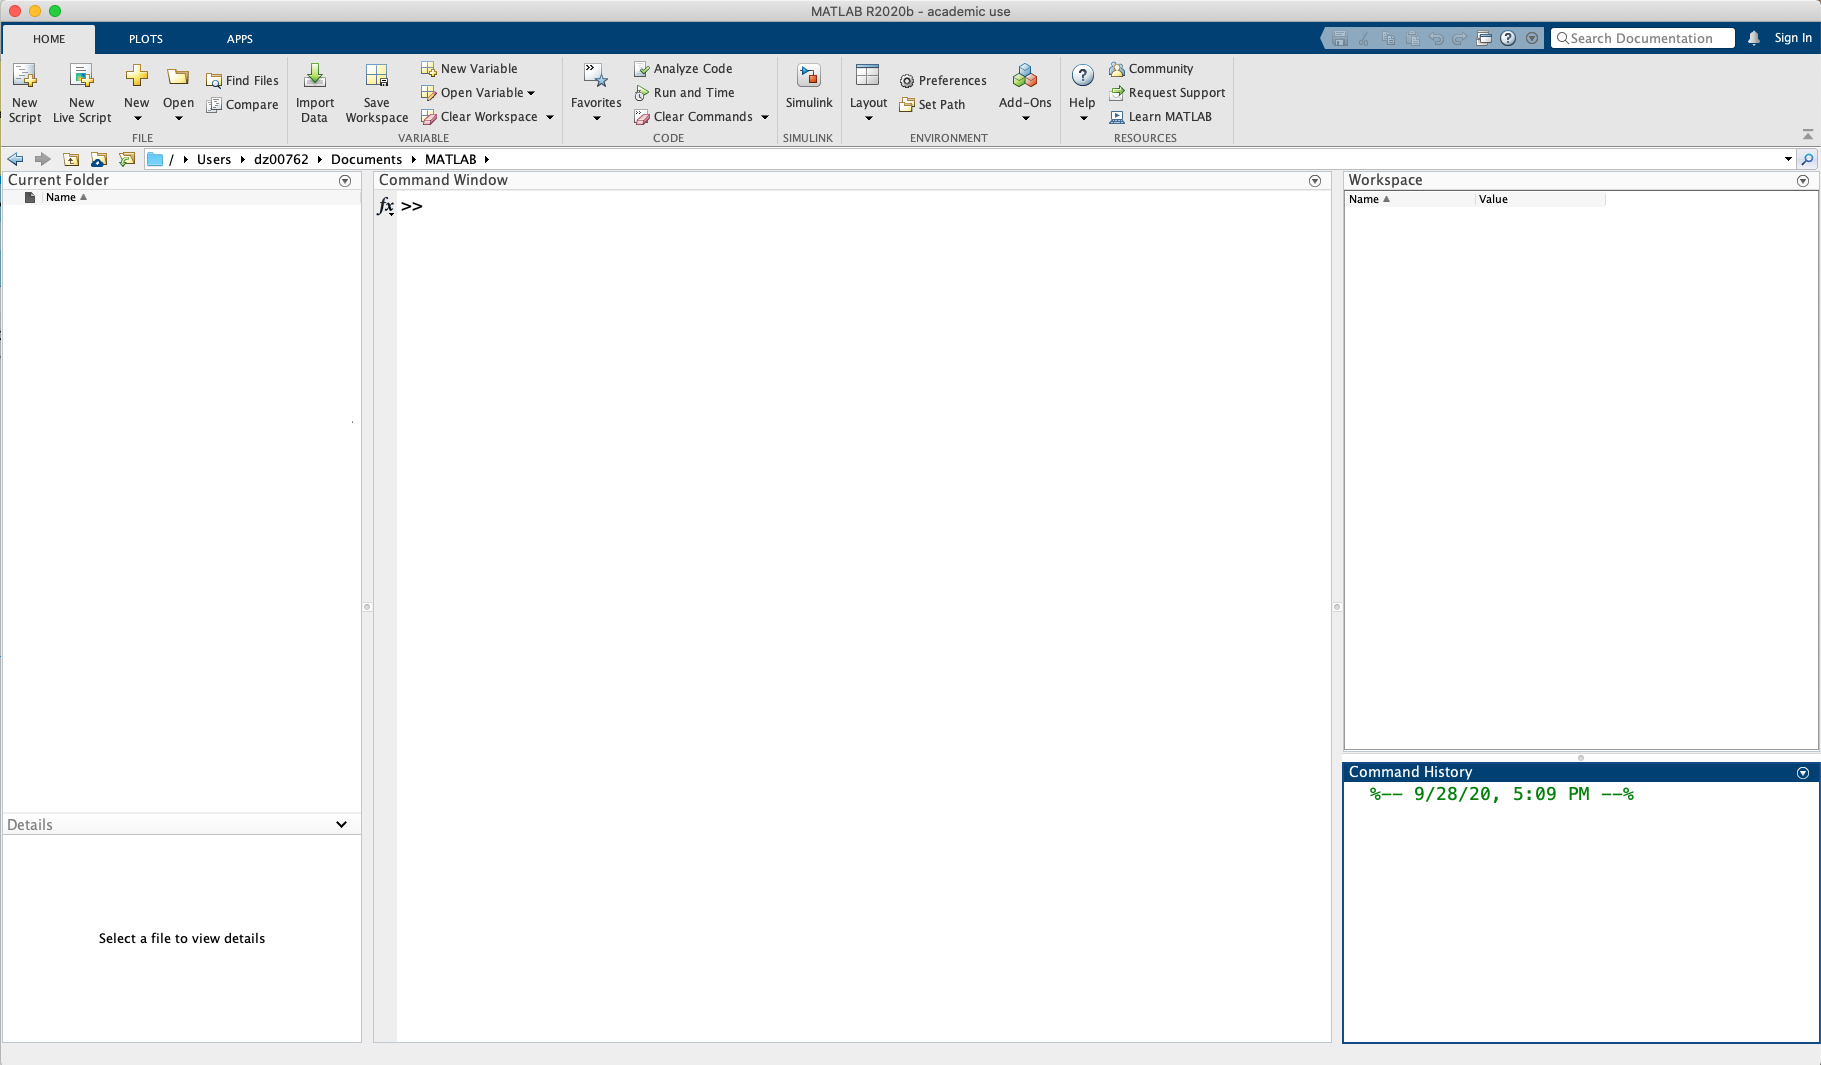 MATLAB R2020b - academic use
HOME PLOTS APPS
Search Documentation
Sign In
New Script
New Live Script
New
Open
Find Files
Compare
FILE
Import Data
Save Workspace
New Variable
Open Variable
Clear Workspace
VARIABLE
Favorites
Analyze Code
Run and Time
Clear Commands
CODE
Simulink
SIMULINK
Layout
Preferences
Set Path
Add-Ons
ENVIRONMENT
Help
Community
Request Support
Learn MATLAB
RESOURCES
/ Users dz00762 Documents MATLAB
Current Folder
Name
Details
Select a file to view details
Command Window
fx >>
Workspace
Name Value
Command History
%-- 9/28/20, 5:09 PM --%